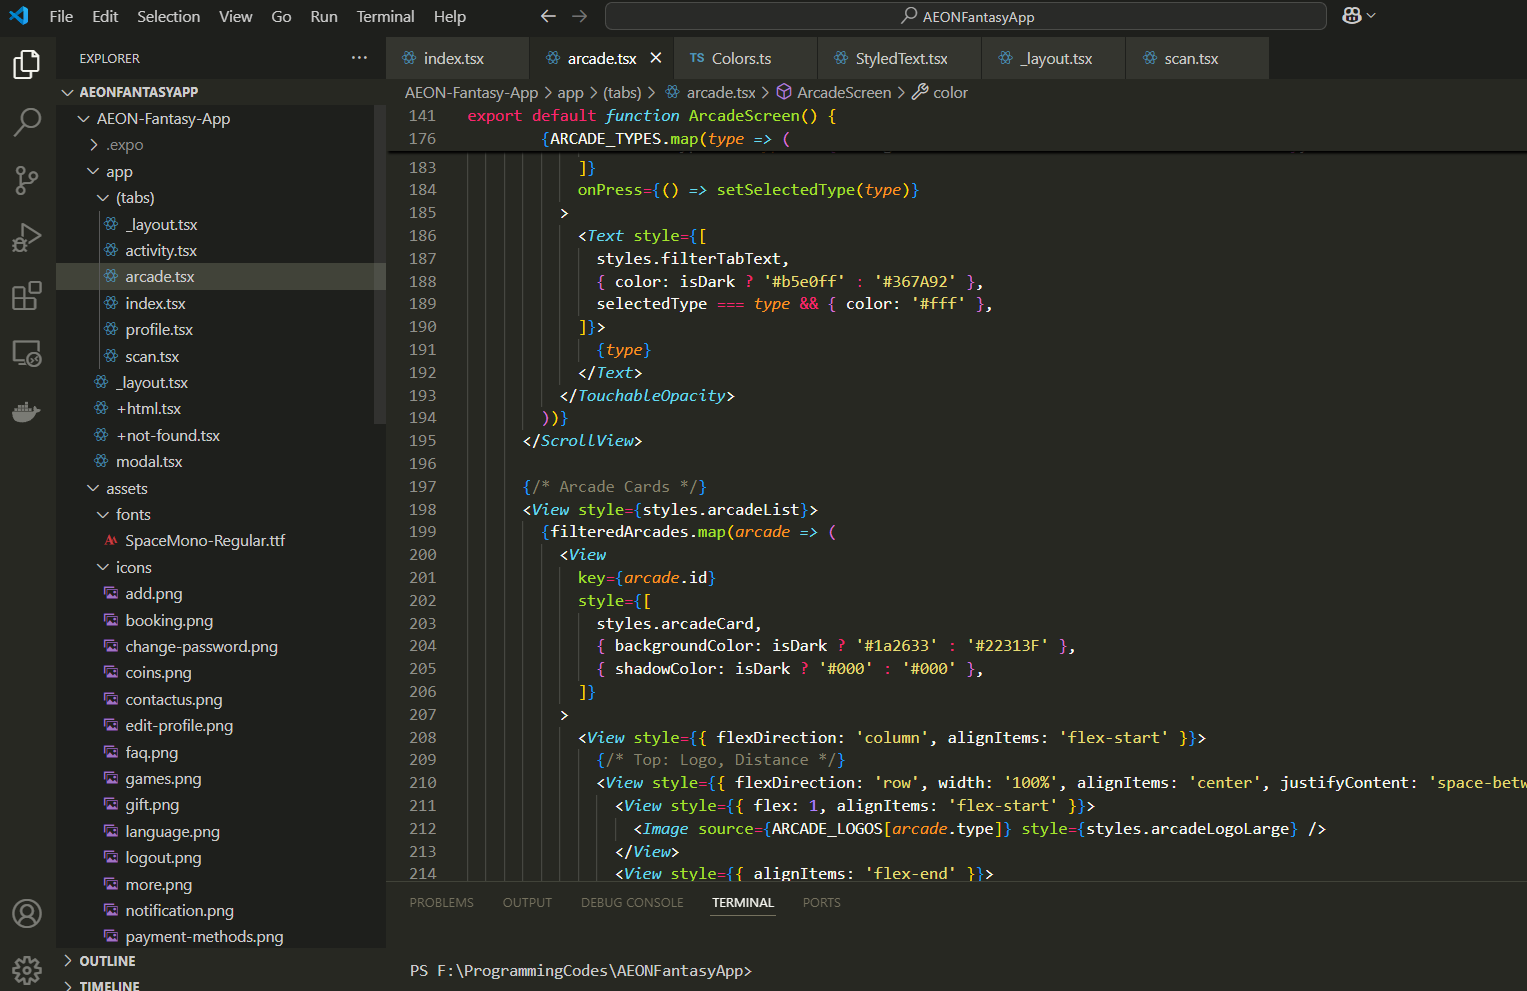 File Edit Selection View Go Run Terminal Help
AEONFantasyApp
EXPLORER
AEONFANTASYAPP
AEON-Fantasy-App
.expo
app
(tabs)
_layout.tsx
activity.tsx
arcade.tsx
index.tsx
profile.tsx
scan.tsx
_layout.tsx
+html.tsx
+not-found.tsx
modal.tsx
assets
fonts
SpaceMono-Regular.ttf
icons
add.png
booking.png
change-password.png
coins.png
contactus.png
edit-profile.png
faq.png
games.png
gift.png
language.png
logout.png
more.png
notification.png
payment-methods.png
OUTLINE
TIMELINE
index.tsx arcade.tsx TS Colors.ts StyledText.tsx _layout.tsx scan.tsx
AEON-Fantasy-App > app > (tabs) > arcade.tsx > ArcadeScreen > color
141 export default function ArcadeScreen() {
176 {ARCADE_TYPES.map(type => (
183 ]}
184 onPress={() => setSelectedType(type)}
185 >
186 <Text style={[
187 styles.filterTabText,
188 { color: isDark ? '#b5e0ff' : '#367A92' },
189 selectedType === type && { color: '#fff' },
190 ]}>
191 {type}
192 </Text>
193 </TouchableOpacity>
194 ))}
195 </ScrollView>
196
197 {/* Arcade Cards */}
198 <View style={styles.arcadeList}>
199 {filteredArcades.map(arcade => (
200 <View
201 key={arcade.id}
202 style={[
203 styles.arcadeCard,
204 { backgroundColor: isDark ? '#1a2633' : '#22313F' },
205 { shadowColor: isDark ? '#000' : '#000' },
206 ]}
207 >
208 <View style={{ flexDirection: 'column', alignItems: 'flex-start' }}>
209 {/* Top: Logo, Distance */}
210 <View style={{ flexDirection: 'row', width: '100%', alignItems: 'center', justifyContent: 'space-betw
211 <View style={{ flex: 1, alignItems: 'flex-start' }}>
212 <Image source={ARCADE_LOGOS[arcade.type]} style={styles.arcadeLogoLarge} />
213 </View>
214 <View style={{ alignItems: 'flex-end' }}>
PROBLEMS OUTPUT DEBUG CONSOLE TERMINAL PORTS
PS F:\ProgrammingCodes\AEONFantasyApp>